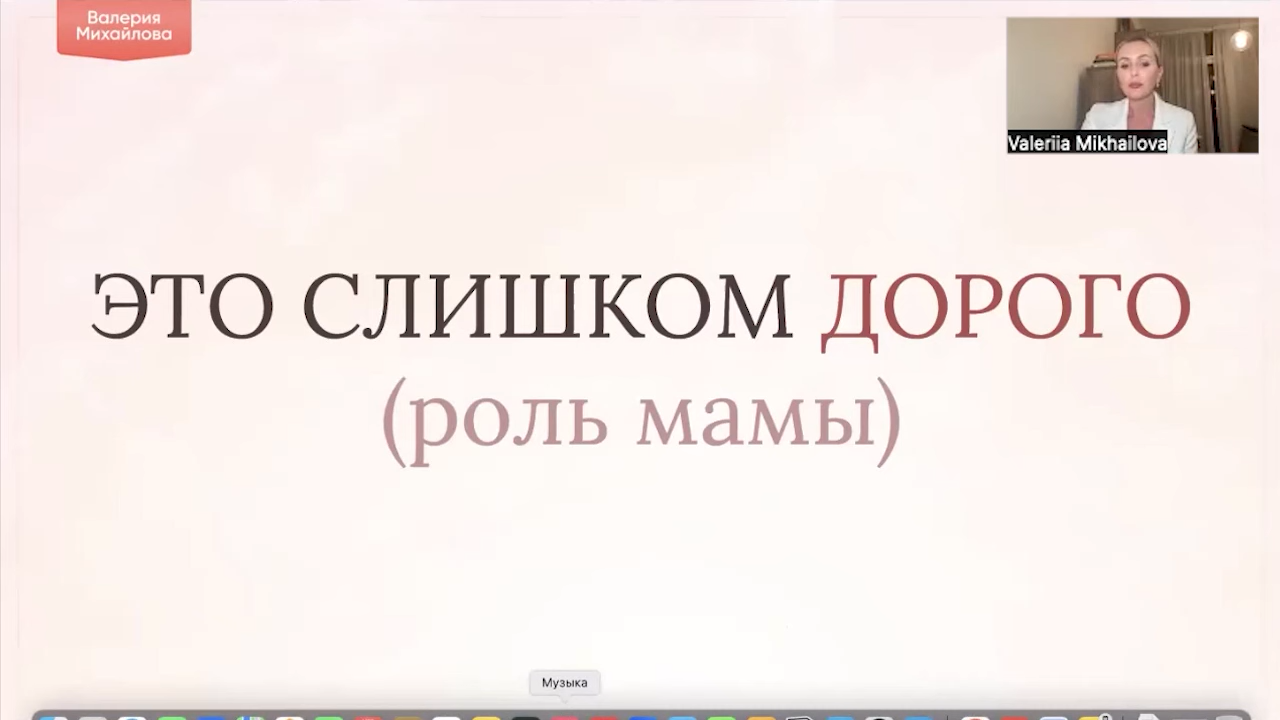 Валерия
Михайлова
Valeriia Mikhailova
ЭТО СЛИШКОМ ДОРОГО
(роль мамы)
Музыка